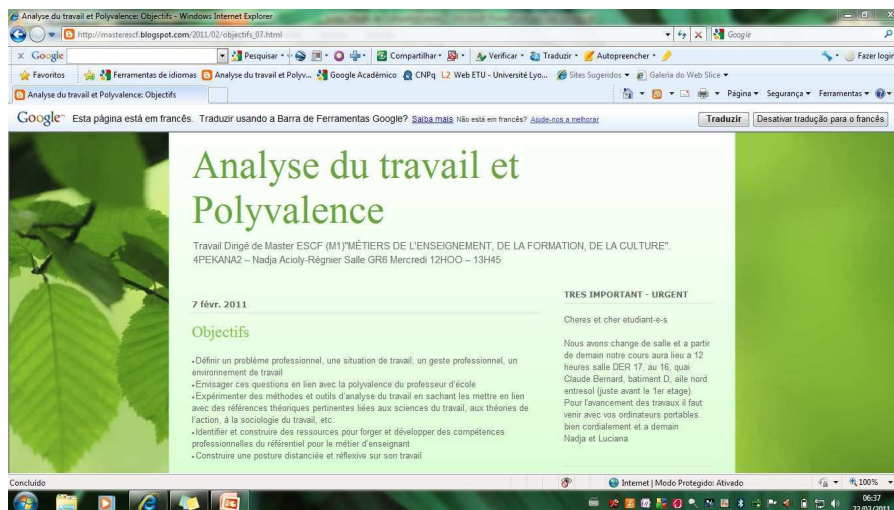 Analyse du travail et Polyvalence: Objectifs - Windows Internet Explorer
http://masterescf.blogspot.com/2011/02/objectifs_07.html
Google
x Google
Pesquisar
Compartilhar
Verificar
Traduzir
Autopreencher
Fazer login
Favoritos
Ferramentas de idiomas
Analyse du travail et Polyv...
Google Acadêmico
CNPq
L2 Web ETU - Université Lyo...
Sites Sugeridos
Galeria do Web Slice
Analyse du travail et Polyvalence: Objectifs
Página
Segurança
Ferramentas
Google Esta página está em francês. Traduzir usando a Barra de Ferramentas Google? Saiba mais Não está em francês? Ajude-nos a melhorar
Traduzir
Desativar tradução para o francês
Analyse du travail et
Polyvalence
Travail Dirigé de Master ESCF (M1)"MÉTIERS DE L'ENSEIGNEMENT, DE LA FORMATION, DE LA CULTURE".
4PEKANA2 – Nadja Acioly-Régnier Salle GR6 Mercredi 12HOO – 13H45
7 févr. 2011
Objectifs
•Définir un problème professionnel, une situation de travail, un geste professionnel, un
environnement de travail
•Envisager ces questions en lien avec la polyvalence du professeur d'école
•Expérimenter des méthodes et outils d'analyse du travail en sachant les mettre en lien
avec des références théoriques pertinentes liées aux sciences du travail, aux théories de
l'action, à la sociologie du travail, etc.
•Identifier et construire des ressources pour forger et développer des compétences
professionnelles du référentiel pour le métier d'enseignant
•Construire une posture distanciée et réflexive sur son travail
TRES IMPORTANT - URGENT
Cheres et cher etudiant-e-s
Nous avons change de salle et a partir
de demain notre cours aura lieu a 12
heures salle DER 17, au 16, quai
Claude Bernard, batiment D, aile nord
entresol (juste avant le 1er etage).
Pour l'avancement des travaux il faut
venir avec vos ordinateurs portables.
bien cordialement et a demain
Nadja et Luciana
Concluído
Internet | Modo Protegido: Ativado
100%
06:37
22/03/2011